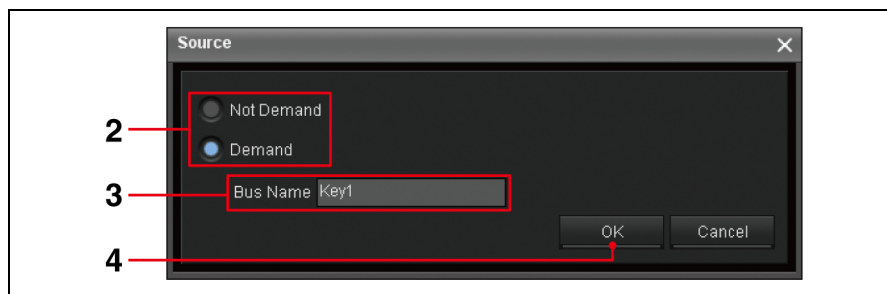 Source
2
Not Demand
Demand
3
Bus Name Key1
OK Cancel
4